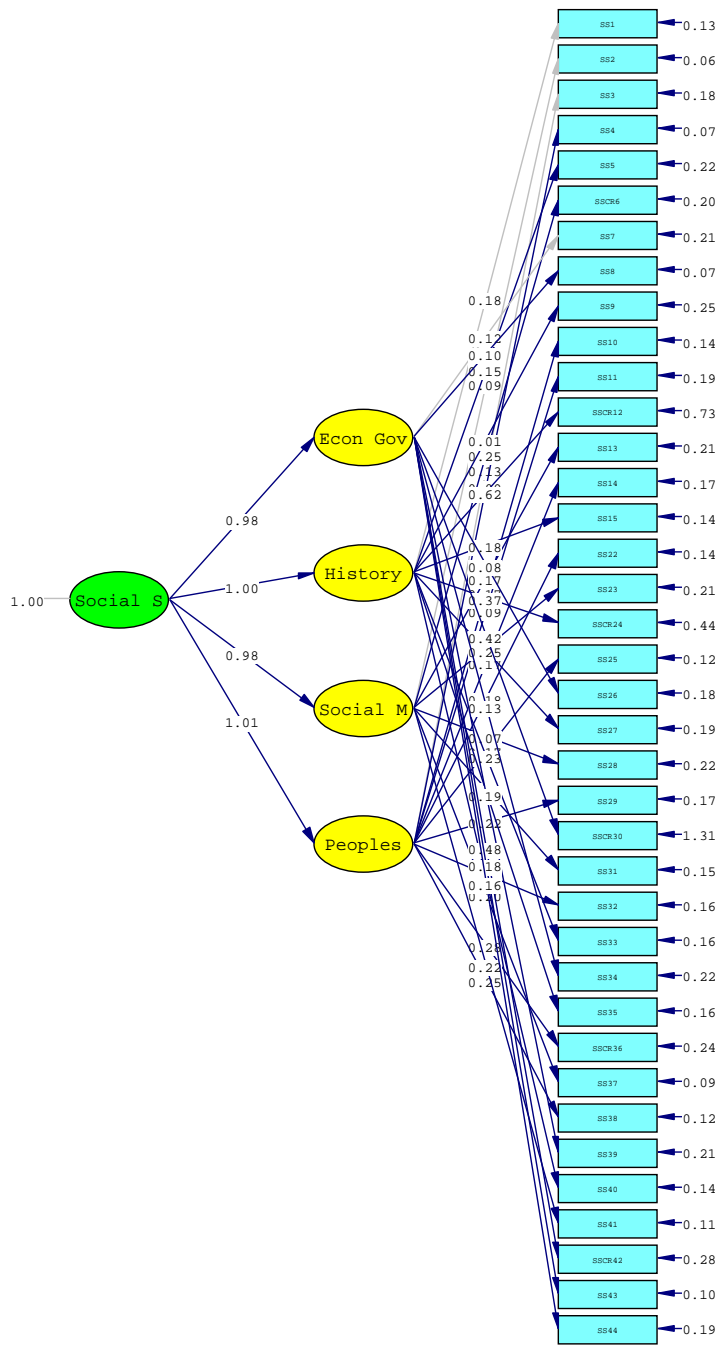 SS1 0.13
SS2 0.06
SS3 0.18
SS4 0.07
SS5 0.22
SSCR6 0.20
SS7 0.21
SS8 0.07
SS9 0.25
0.18
SS10 0.14
0.12
0.10
SS11 0.19
0.15
0.09
SSCR12 0.73
Econ Gov
0.01
SS13 0.21
0.25
0.13
SS14 0.17
0.62
SS15 0.14
0.98
0.18
SS22 0.14
0.08
History
SS23 0.21
1.00
1.00
Social S
0.37
0.09
SSCR24 0.44
0.42
0.25
SS25 0.12
0.98
0.17
SS26 0.18
0.13
Social M
1.01
SS27 0.19
0.07
0.23
SS28 0.22
0.19
SS29 0.17
0.22
SSCR30 1.31
Peoples
0.48
0.18
SS31 0.15
0.16
SS32 0.16
SS33 0.16
0.28
0.22
SS34 0.22
0.25
SS35 0.16
SSCR36 0.24
SS37 0.09
SS38 0.12
SS39 0.21
SS40 0.14
SS41 0.11
SSCR42 0.28
SS43 0.10
SS44 0.19